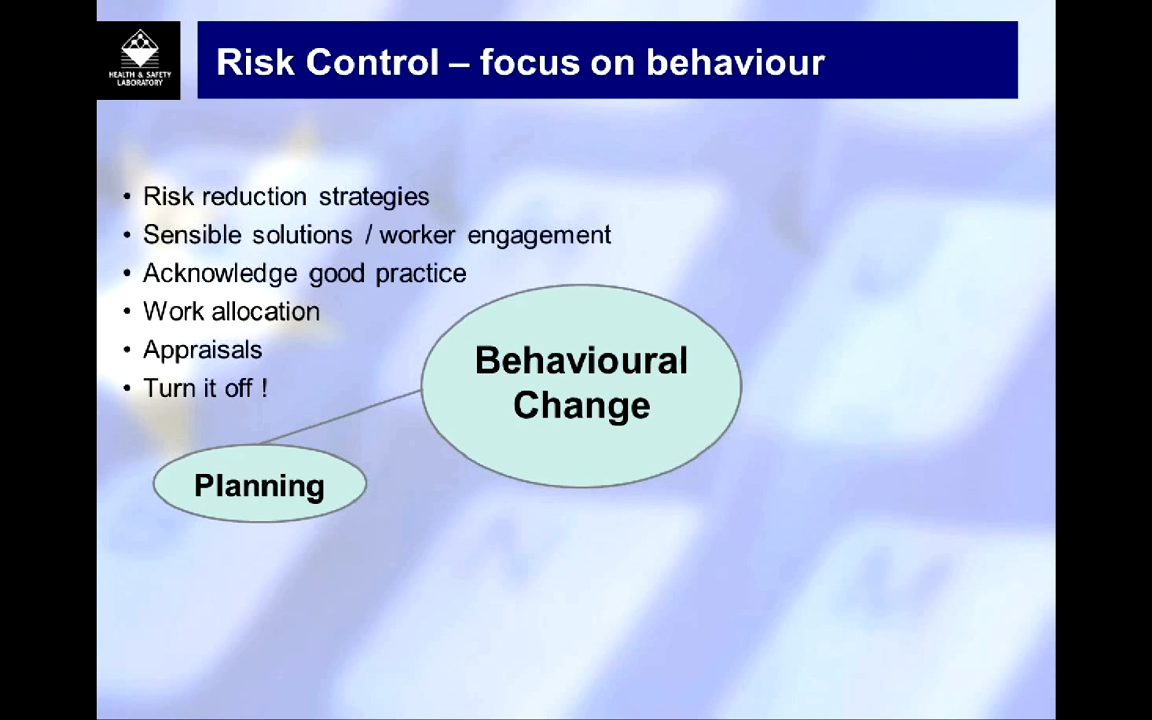 HEALTH & SAFETY
LABORATORY
Risk Control – focus on behaviour
• Risk reduction strategies
• Sensible solutions / worker engagement
• Acknowledge good practice
• Work allocation
• Appraisals
• Turn it off !
Behavioural
Change
Planning